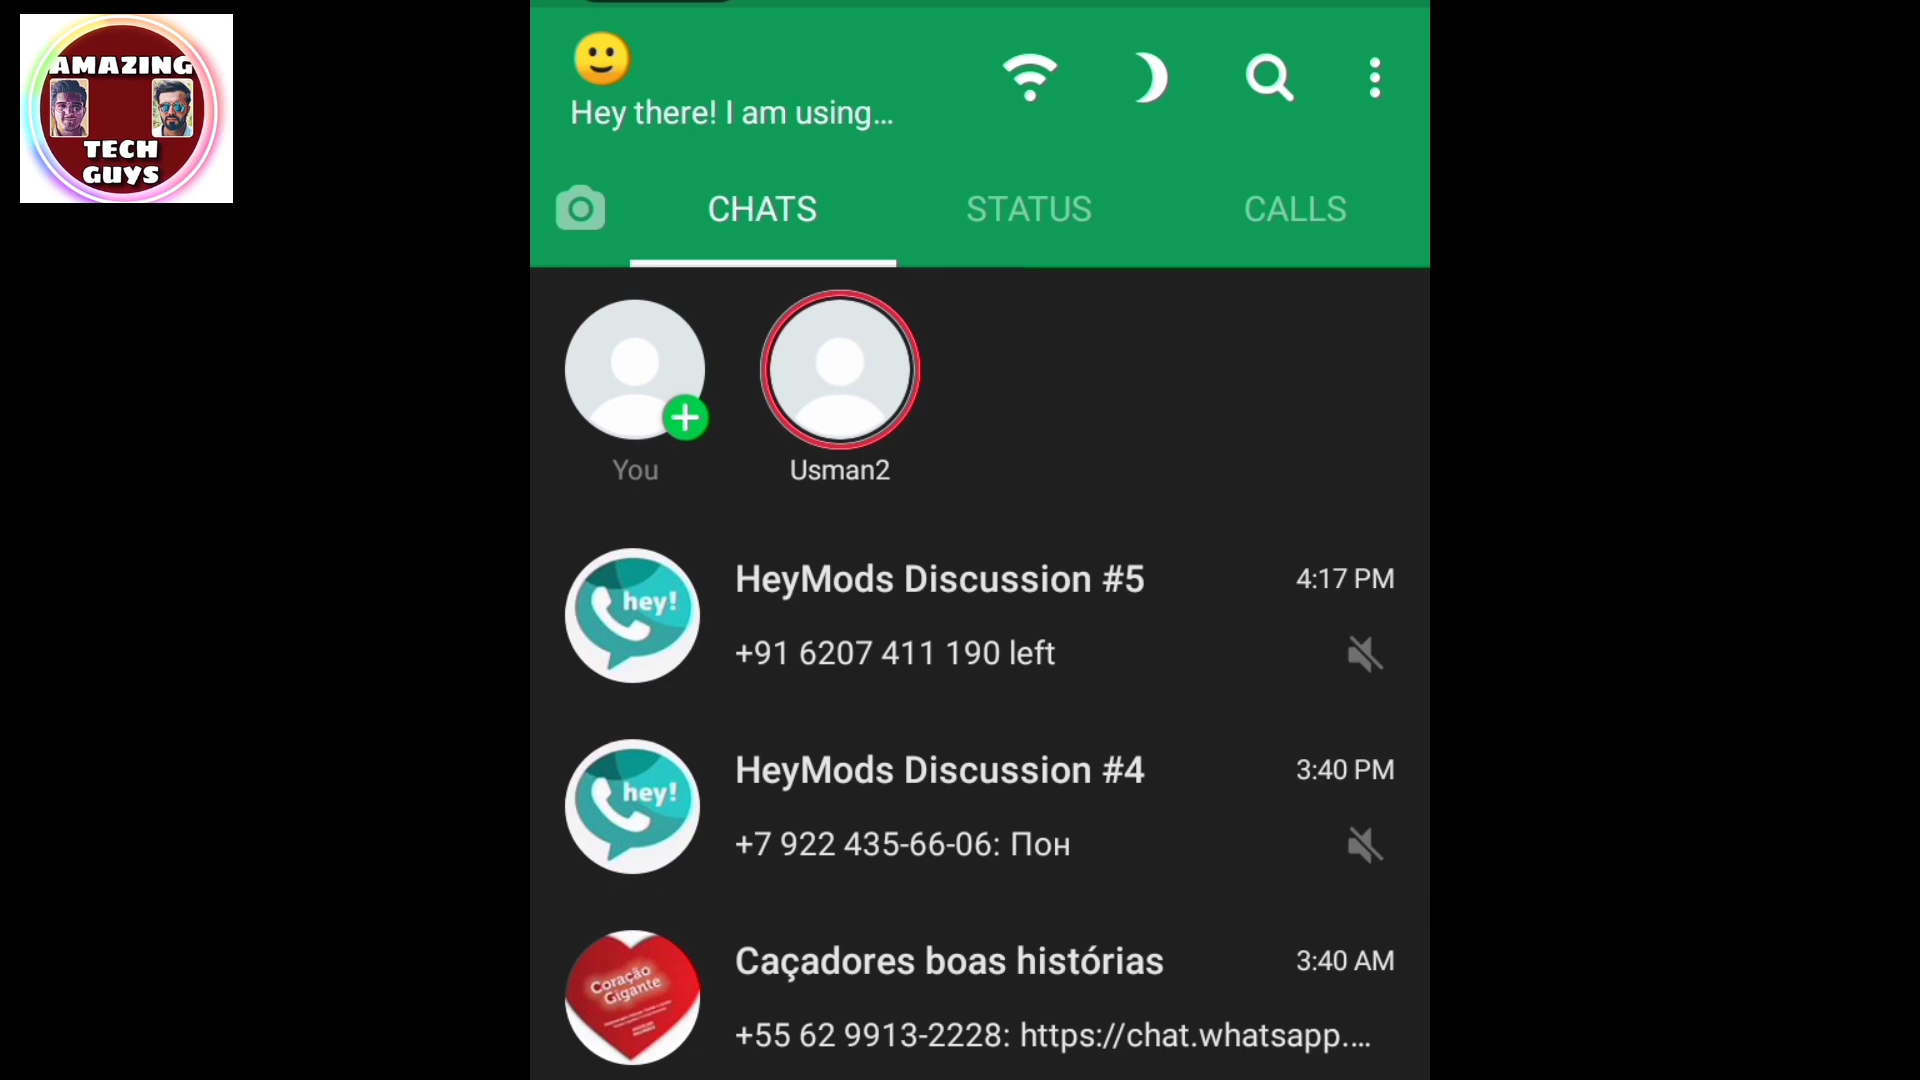 AMAZING
TECH
GUYS
Hey there! I am using...
CHATS
STATUS
CALLS
You
Usman2
hey!
HeyMods Discussion #5
4:17 PM
+91 6207 411 190 left
hey!
HeyMods Discussion #4
3:40 PM
+7 922 435-66-06: Пон
Coração
Gigante
Caçadores boas histórias
3:40 AM
+55 62 9913-2228: https://chat.whatsapp....